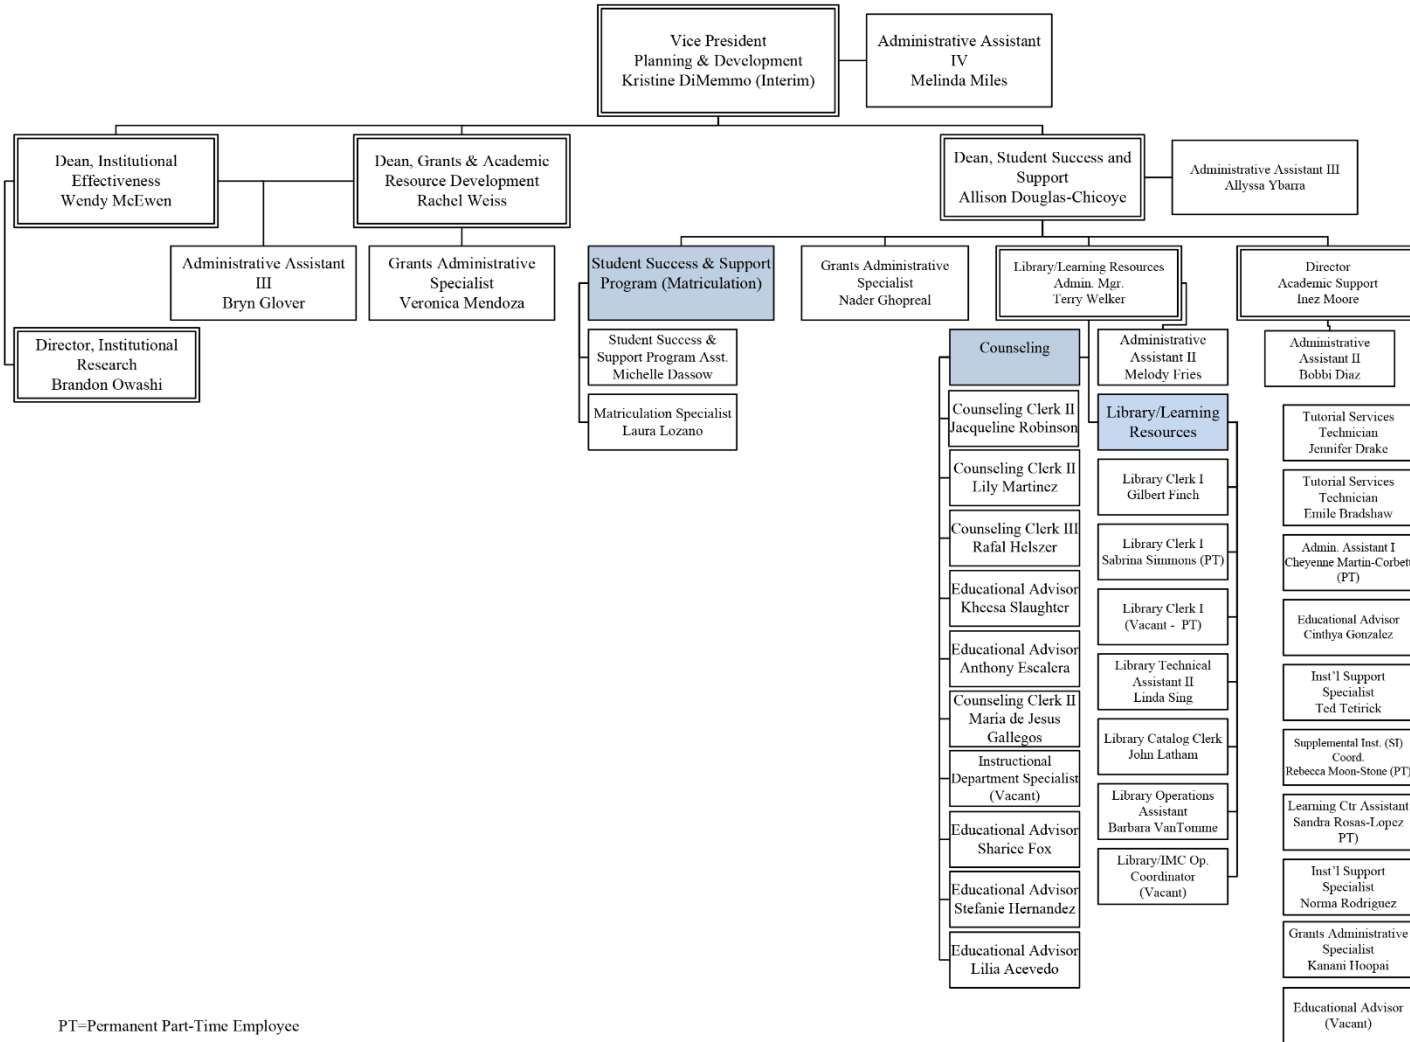 Vice President
Planning & Development
Kristine DiMemmo (Interim)
Administrative Assistant
IV
Melinda Miles
Dean, Institutional
Effectiveness
Wendy McEwen
Dean, Grants & Academic
Resource Development
Rachel Weiss
Dean, Student Success and
Support
Allison Douglas-Chicoye
Administrative Assistant III
Allyssa Ybarra
Administrative Assistant
III
Bryn Glover
Grants Administrative
Specialist
Veronica Mendoza
Student Success & Support
Program (Matriculation)
Grants Administrative
Specialist
Nader Ghopreal
Library/Learning Resources
Admin. Mgr.
Terry Welker
Director
Academic Support
Inez Moore
Director, Institutional
Research
Brandon Owashi
Student Success &
Support Program Asst.
Michelle Dassow
Matriculation Specialist
Laura Lozano
Counseling
Administrative
Assistant II
Melody Fries
Administrative
Assistant II
Bobbi Diaz
Counseling Clerk II
Jacqueline Robinson
Counseling Clerk II
Lily Martinez
Counseling Clerk III
Rafal Helszer
Educational Advisor
Kheesa Slaughter
Educational Advisor
Anthony Escalera
Counseling Clerk II
Maria de Jesus
Gallegos
Instructional
Department Specialist
(Vacant)
Educational Advisor
Sharice Fox
Educational Advisor
Stefanie Hernandez
Educational Advisor
Lilia Acevedo
Library/Learning
Resources
Library Clerk I
Gilbert Finch
Library Clerk I
Sabrina Simmons (PT)
Library Clerk I
(Vacant - PT)
Library Technical
Assistant II
Linda Sing
Library Catalog Clerk
John Latham
Library Operations
Assistant
Barbara VanTomme
Library/IMC Op.
Coordinator
(Vacant)
Tutorial Services
Technician
Jennifer Drake
Tutorial Services
Technician
Emile Bradshaw
Admin. Assistant I
Cheyenne Martin-Corbett
(PT)
Educational Advisor
Cinthya Gonzalez
Inst'l Support
Specialist
Ted Tetirick
Supplemental Inst. (SI)
Coord.
Rebecca Moon-Stone (PT)
Learning Ctr Assistant
Sandra Rosas-Lopez
PT)
Inst'l Support
Specialist
Norma Rodriguez
Grants Administrative
Specialist
Kanani Hoopai
Educational Advisor
(Vacant)
PT=Permanent Part-Time Employee